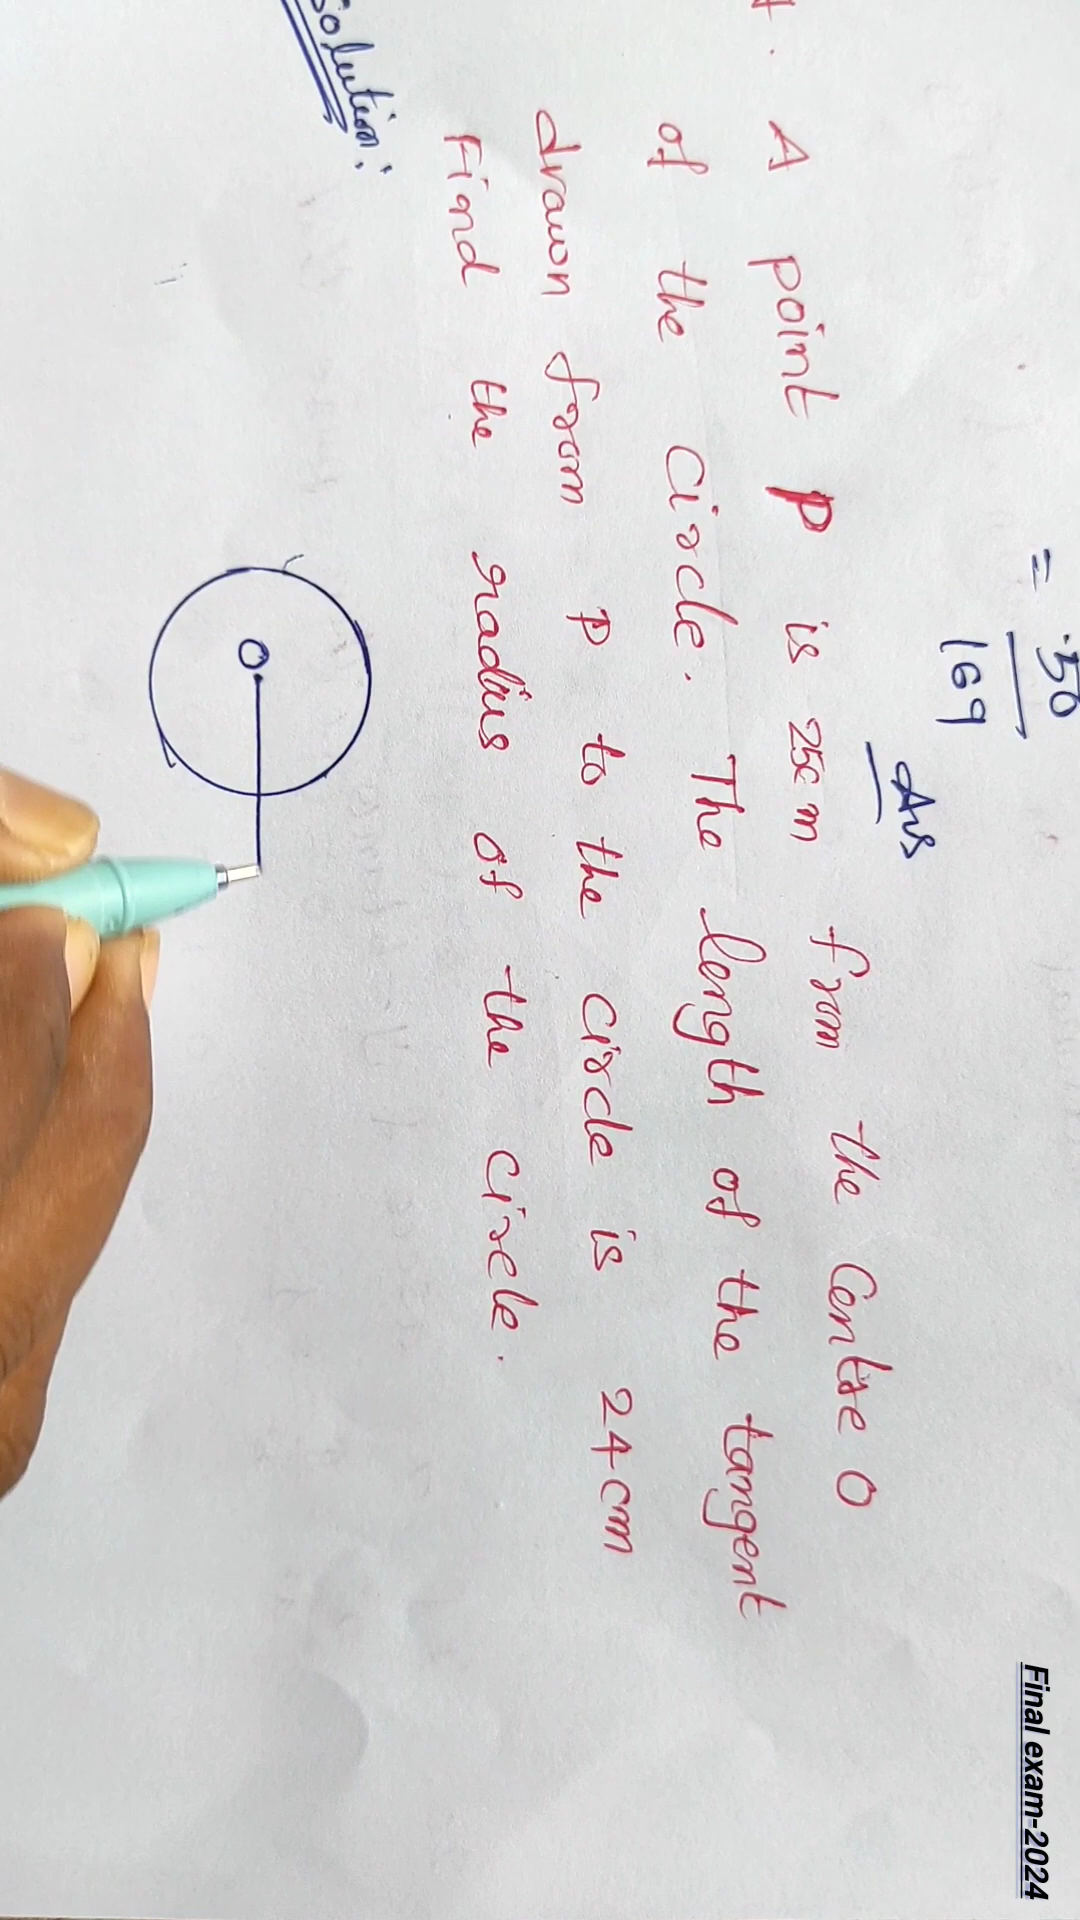 = .50
169
Ans
A point P is 25cm from the Centre O
of the Circle. The length of the tangent
drawn from P to the circle is 24cm
Find the radius of the circle.
Solution:
O
Final exam-2024